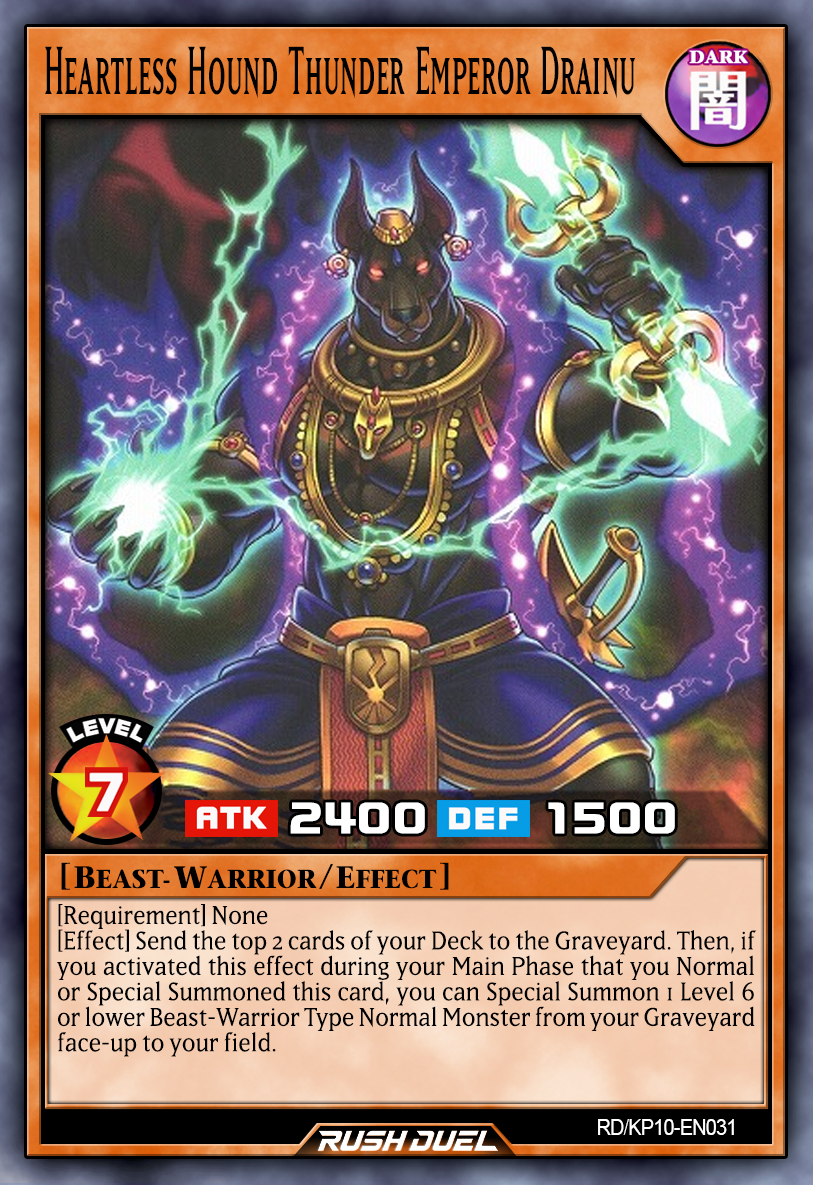 Heartless Hound Thunder Emperor Drainu
DARK
闇
LEVEL
7
ATK 2400 DEF 1500
[Beast-Warrior/Effect]
[Requirement] None
[Effect] Send the top 2 cards of your Deck to the Graveyard. Then, if
you activated this effect during your Main Phase that you Normal
or Special Summoned this card, you can Special Summon 1 Level 6
or lower Beast-Warrior Type Normal Monster from your Graveyard
face-up to your field.
RUSH DUEL
RD/KP10-EN031